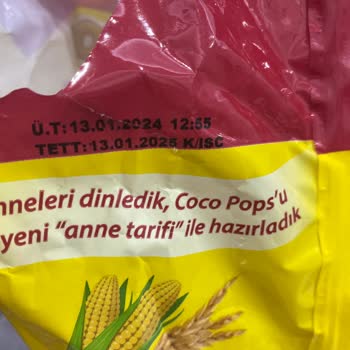 Ü.T:13.01.2024 12:55
TETT:13.01.2025 K/ISC
nneleri dinledik, Coco Pops'u
yeni "anne tarifi" ile hazırladık